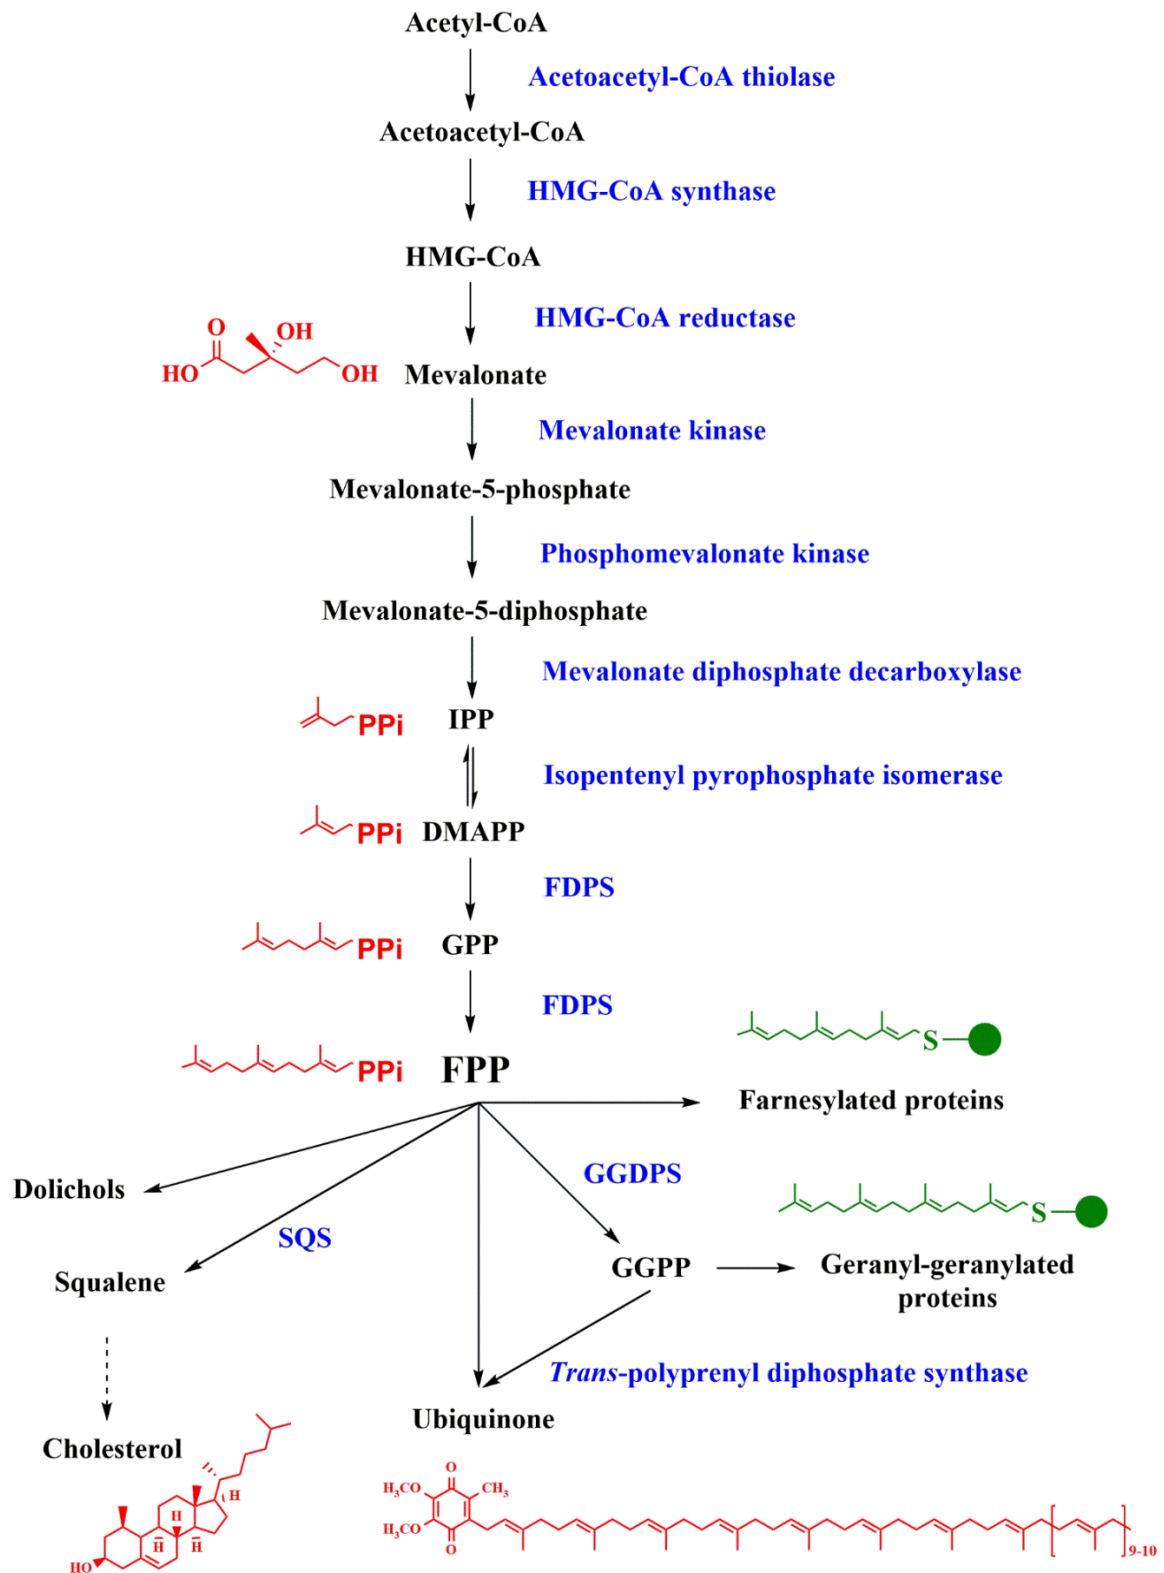 Acetyl-CoA
Acetoacetyl-CoA thiolase
Acetoacetyl-CoA
HMG-CoA synthase
HMG-CoA
HMG-CoA reductase
O
OH
HO
OH
Mevalonate
Mevalonate kinase
Mevalonate-5-phosphate
Phosphomevalonate kinase
Mevalonate-5-diphosphate
Mevalonate diphosphate decarboxylase
PPi
IPP
Isopentenyl pyrophosphate isomerase
PPi
DMAPP
FDPS
PPi
GPP
FDPS
PPi
FPP
S
Farnesylated proteins
Dolichols
GGDPS
SQS
S
Squalene
GGPP
Geranyl-geranylated
proteins
Trans-polyprenyl diphosphate synthase
Ubiquinone
Cholesterol
H
H
H
H
HO
O
H₃CO
CH₃
H₃CO
O
9-10